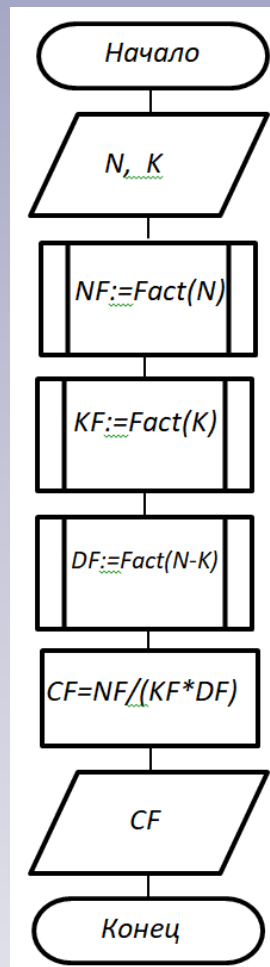 Начало
N, K
NF:=Fact(N)
KF:=Fact(K)
DF:=Fact(N-K)
CF=NF/(KF*DF)
CF
Конец